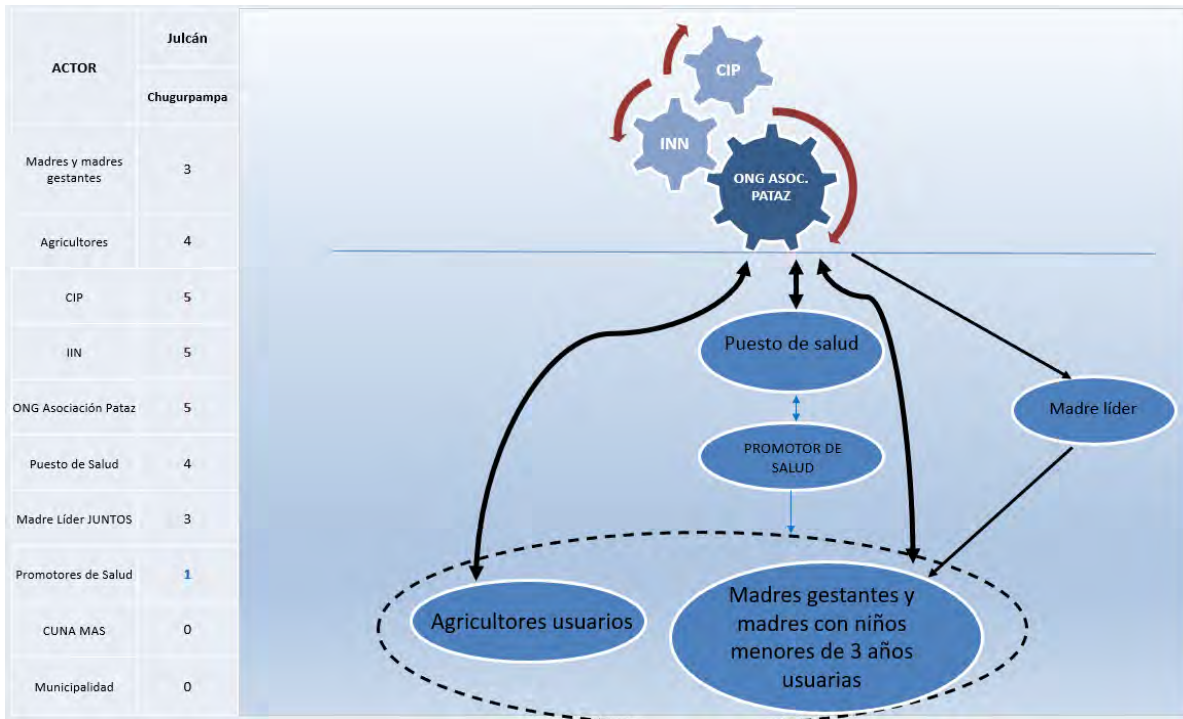 ACTOR
Julcán
Chugurpampa
Madres y madres
gestantes
3
Agricultores
4
CIP
5
IIN
5
ONG Asociación Pataz
5
Puesto de Salud
4
Madre Líder JUNTOS
3
Promotores de Salud
1
CUNA MAS
0
Municipalidad
0
CIP
INN
ONG ASOC.
PATAZ
Puesto de salud
Madre líder
PROMOTOR DE
SALUD
Agricultores usuarios
Madres gestantes y
madres con niños
menores de 3 años
usuarias